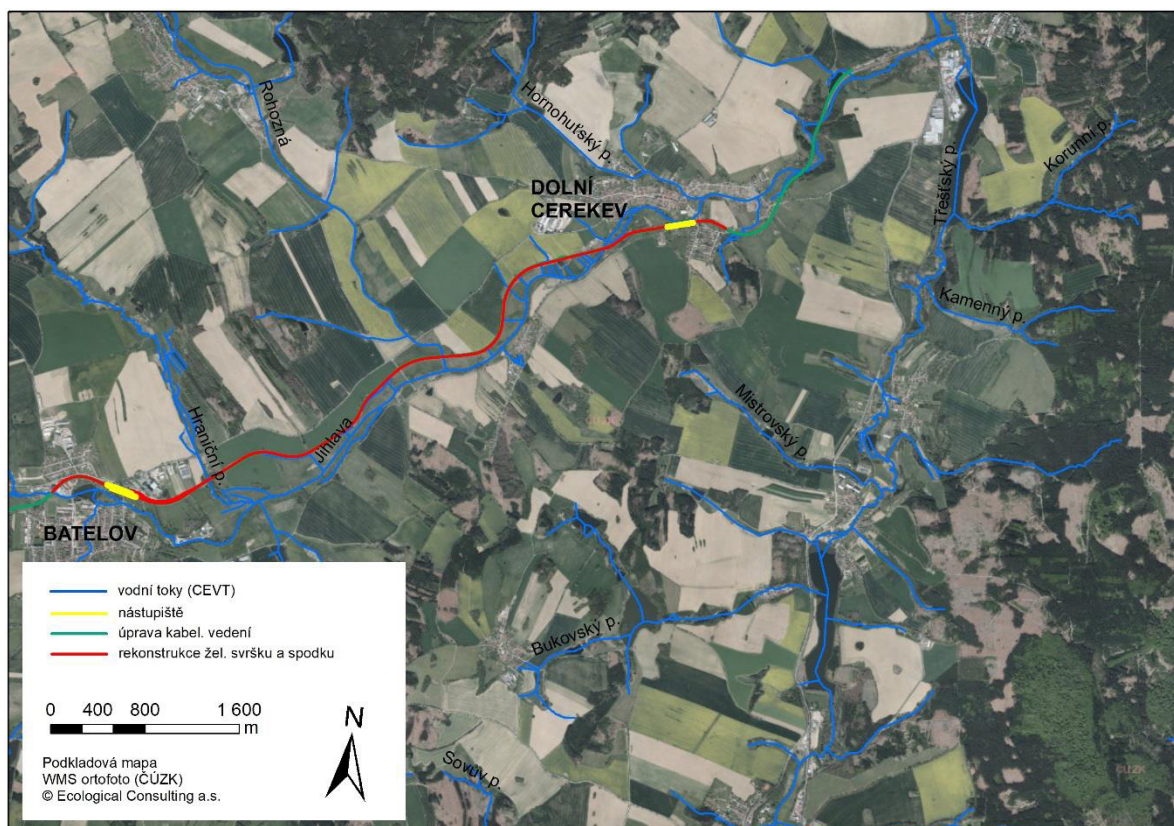 Rohozná
Hornohuťský p.
Korunní p.
Třešťský p.
DOLNÍ
CEREKEV
Kamenný p.
Mistrovský p.
Hraniční p.
Jihlava
BATELOV
vodní toky (CEVT)
nástupiště
úprava kabel. vedení
rekonstrukce žel. svršku a spodku
Bukovský p.
0 400 800 1 600
m
N
Podkladová mapa
WMS ortofoto (ČÚZK)
© Ecological Consulting a.s.
Sovův p.
ČÚZK